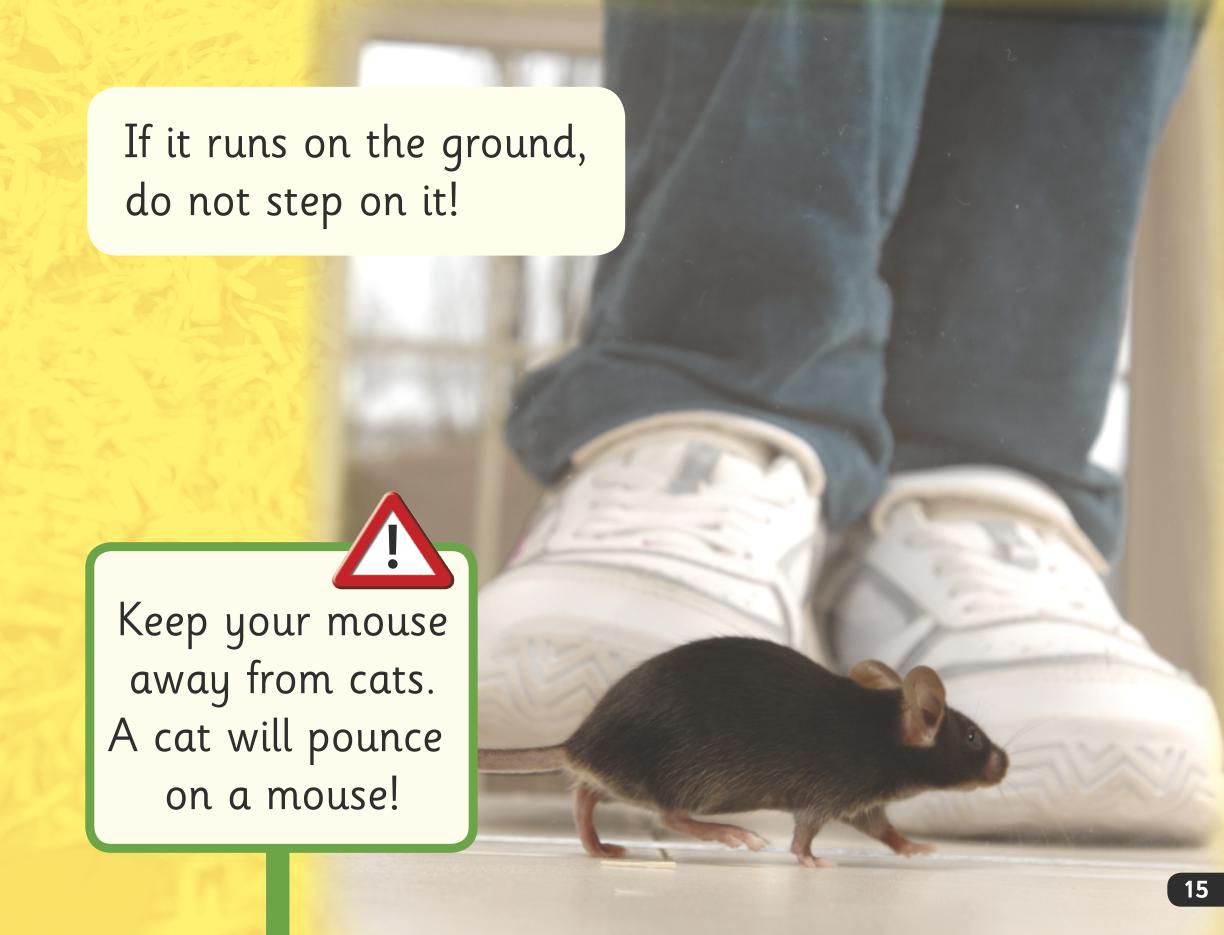 If it runs on the ground,
do not step on it!
!
Keep your mouse
away from cats.
A cat will pounce
on a mouse!
15